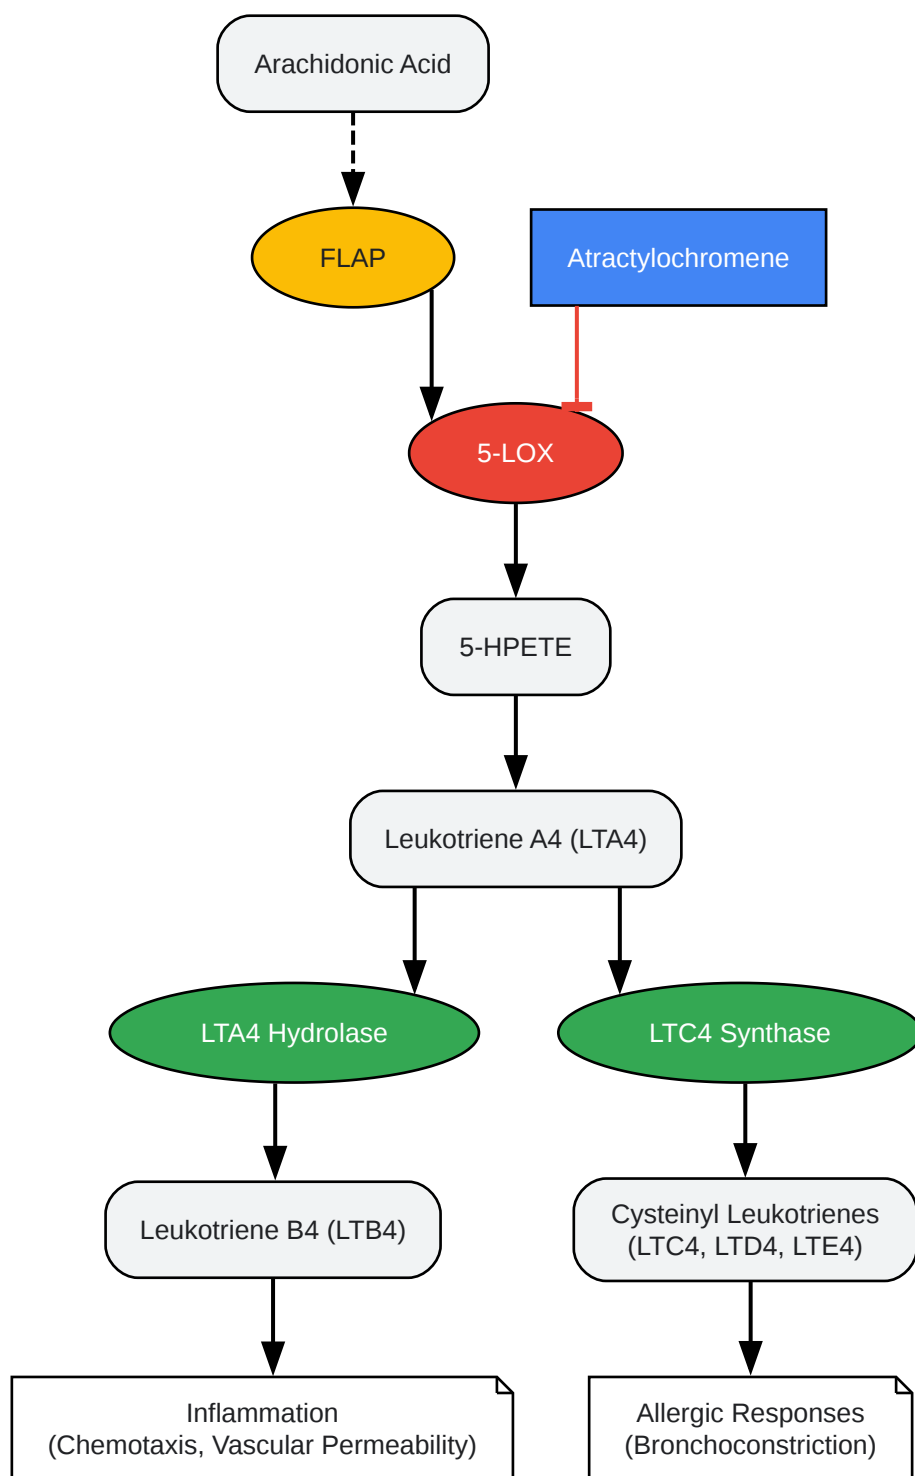 Arachidonic Acid
FLAP
Atractylochromene
5-LOX
5-HPETE
Leukotriene A4 (LTA4)
LTA4 Hydrolase
LTC4 Synthase
Leukotriene B4 (LTB4)
Cysteinyl Leukotrienes
(LTC4, LTD4, LTE4)
Inflammation
(Chemotaxis, Vascular Permeability)
Allergic Responses
(Bronchoconstriction)